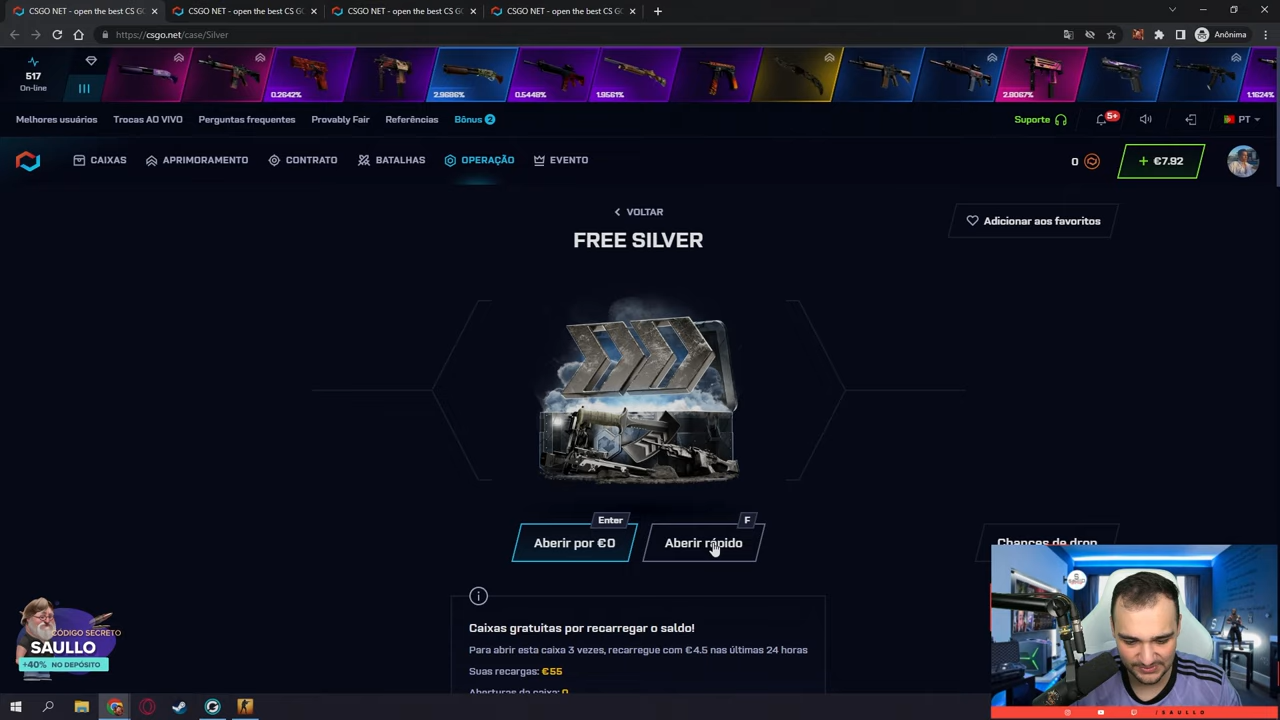 CSGO NET - open the best CS G
CSGO NET - open the best CS GO
CSGO NET - open the best CS GO
CSGO NET - open the best CS GO
https://csgo.net/case/Silver
Anônima
517
On-line
0.2642%
2.9686%
0.5448%
1.9561%
2.8067%
1.1624%
Melhores usuários
Trocas AO VIVO
Perguntas frequentes
Provably Fair
Referências
Bônus 2
Suporte
5+
PT
CAIXAS
APRIMORAMENTO
CONTRATO
BATALHAS
OPERAÇÃO
EVENTO
0
+ €7.92
VOLTAR
FREE SILVER
Adicionar aos favoritos
Enter
Aberir por €0
F
Aberir rápido
Chances de drop
Caixas gratuitas por recarregar o saldo!
Para abrir esta caixa 3 vezes, recarregue com €4.5 nas últimas 24 horas
Suas recargas: €55
Aberturas da caixa: 0
CÓDIGO SECRETO
SAULLO
+40% NO DEPÓSITO
/SAULLO